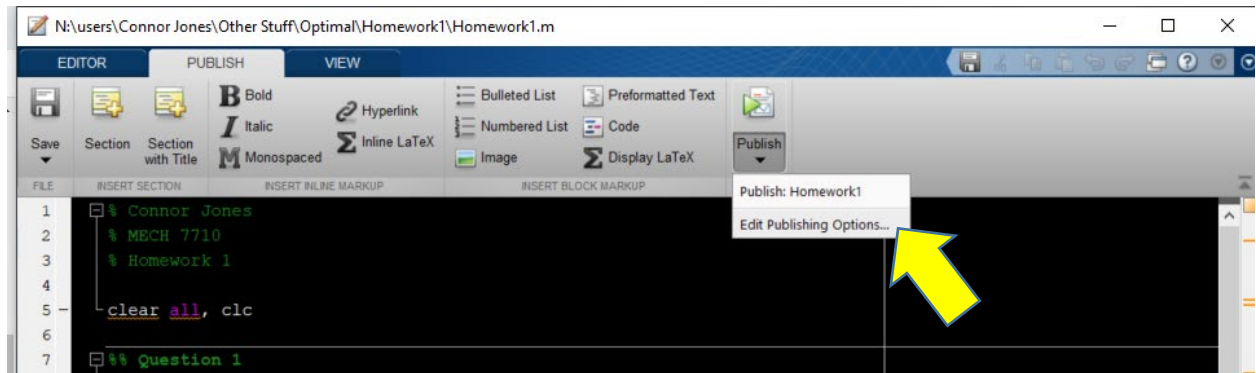 N:\users\Connor Jones\Other Stuff\Optimal\Homework1\Homework1.m
EDITOR PUBLISH VIEW
Save
Section
Section with Title
Bold
Italic
Monospaced
Hyperlink
Inline LaTeX
Bulleted List
Numbered List
Image
Preformatted Text
Code
Display LaTeX
Publish
FILE INSERT SECTION INSERT INLINE MARKUP INSERT BLOCK MARKUP
Publish: Homework1
Edit Publishing Options...
1 % Connor Jones
2 % MECH 7710
3 % Homework 1
4
5 clear all, clc
6
7 %% Question 1